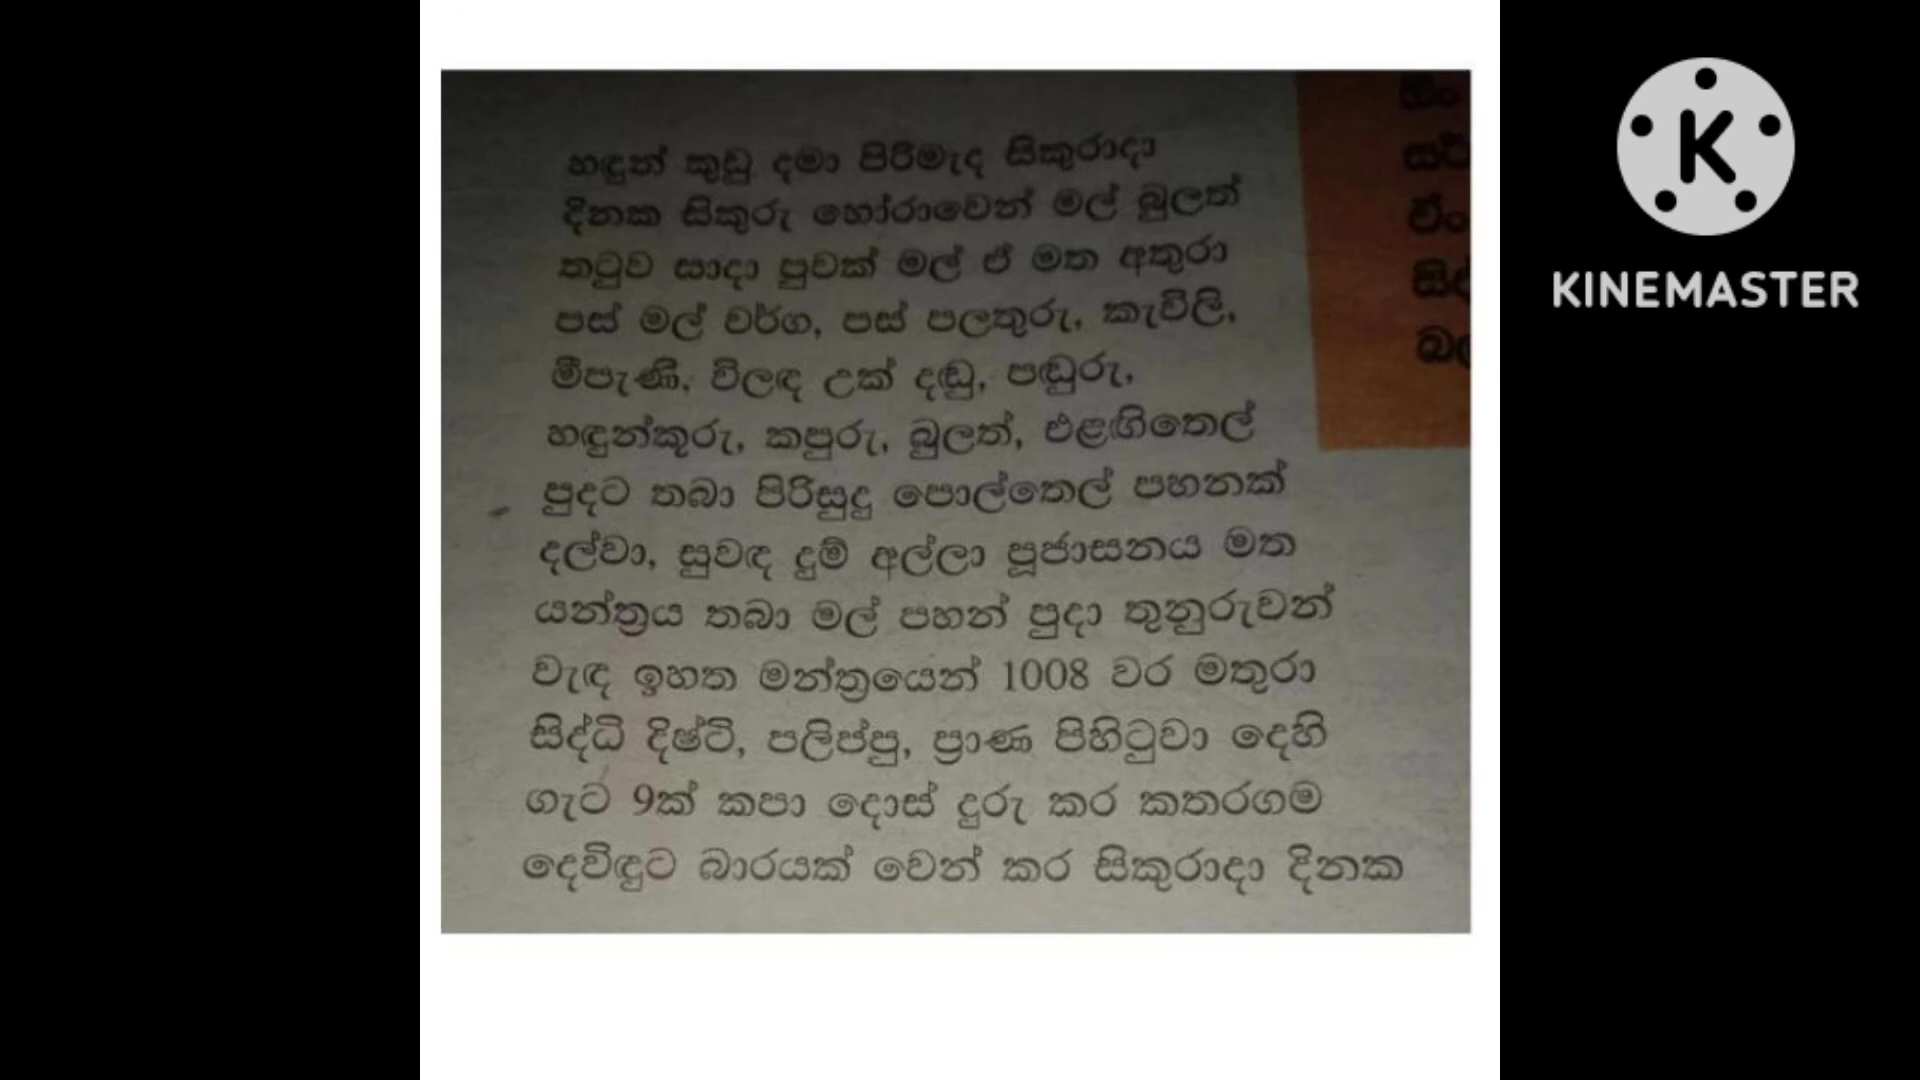 හඳුන් කුඩු දමා පිරිමැද සිකුරාදා
දිනක සිකුරු හෝරාවෙන් මල් බුලත්
තටුව සාදා පුවක් මල් ඒ මත අතුරා
පස් මල් වර්ග, පස් පලතුරු, කැවිලි,
මීපැණි, විලඳ උක් දඬු, පඬුරු,
හඳුන්කූරු, කපුරු, බුලත්, එළඟිතෙල්
පුදට තබා පිරිසුදු පොල්තෙල් පහනක්
දල්වා, සුවඳ දුම් අල්ලා පූජාසනය මත
යන්ත්‍රය තබා මල් පහන් පුදා තුනුරුවන්
වැඳ ඉහත මන්ත්‍රයෙන් 1008 වර මතුරා
සිද්ධි දිෂ්ටි, පලිප්පු, ප්‍රාණ පිහිටුවා දෙහි
ගැට 9ක් කපා දොස් දුරු කර කතරගම
දෙවිඳුට බාරයක් වෙන් කර සිකුරාදා දිනක
KINEMASTER